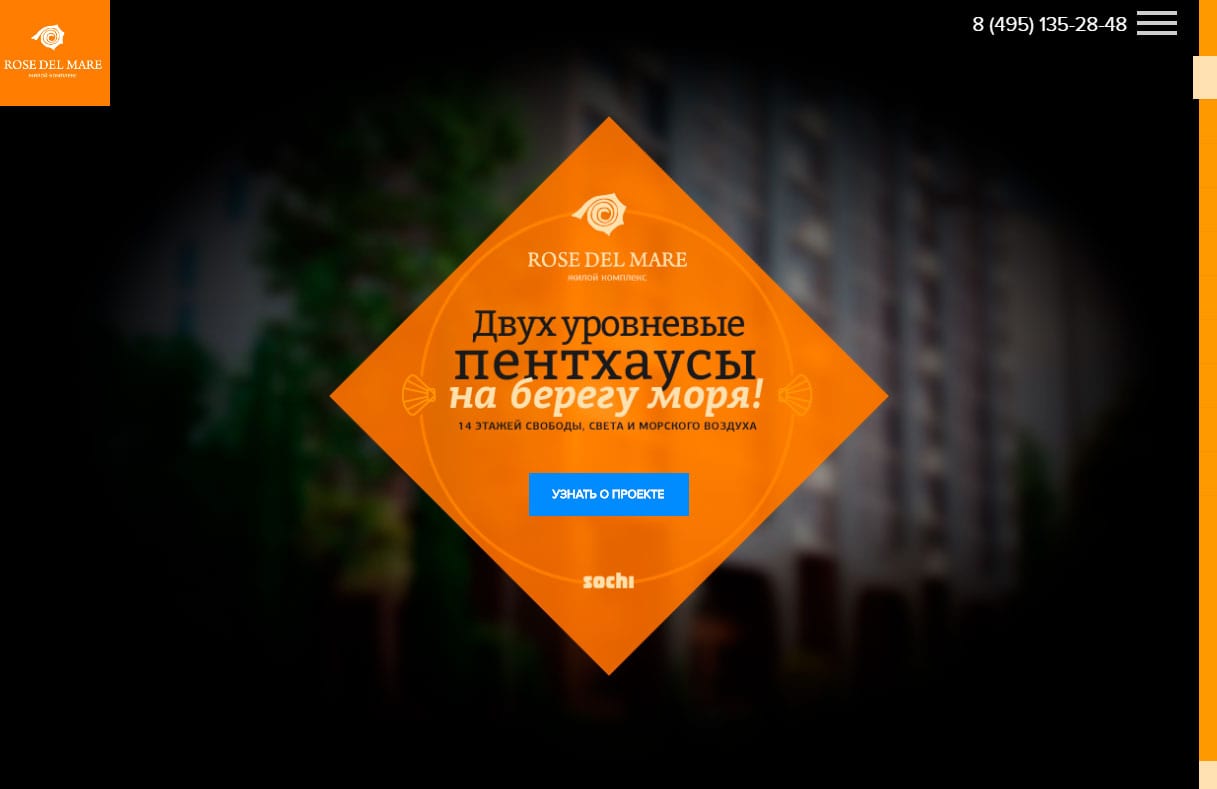 ROSE DEL MARE
жилой комплекс
8 (495) 135-28-48
ROSE DEL MARE
жилой комплекс
Двух уровневые
пентхаусы
на берегу моря!
14 ЭТАЖЕЙ СВОБОДЫ, СВЕТА И МОРСКОГО ВОЗДУХА
УЗНАТЬ О ПРОЕКТЕ
sochi